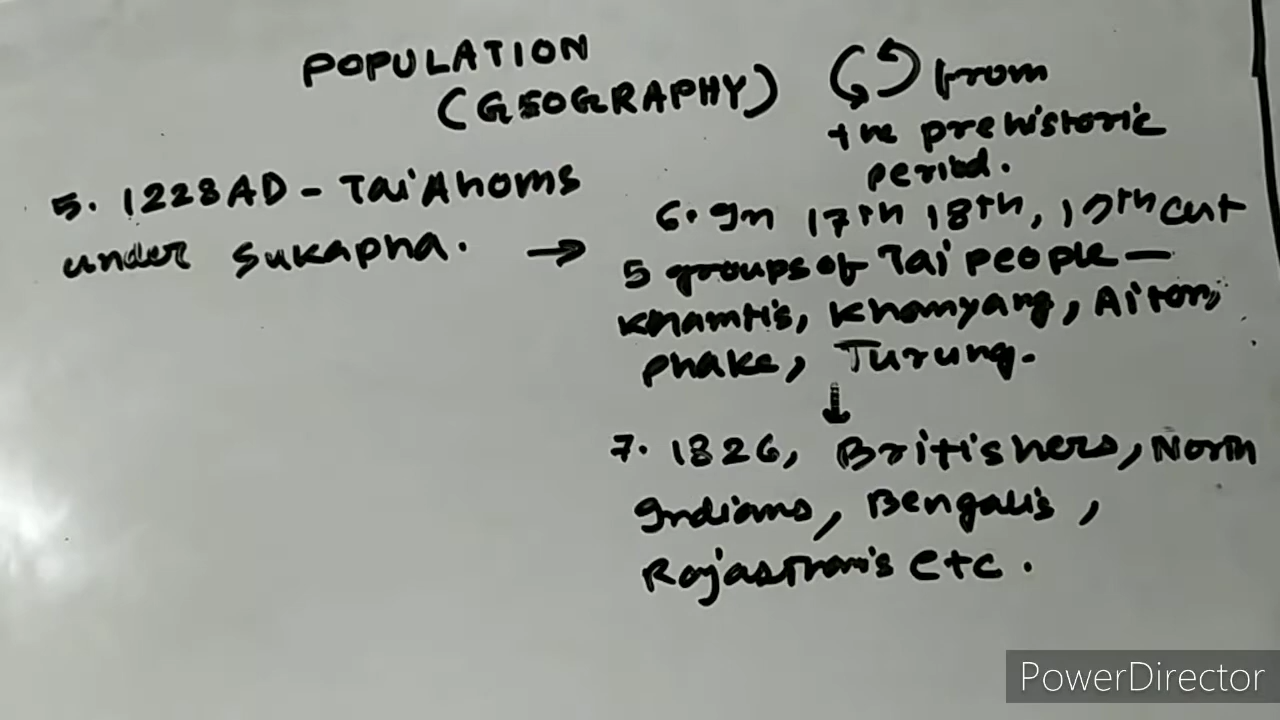 POPULATION
(GEOGRAPHY)
from
the prehistoric
period.
5. 1228AD - Tai Ahoms
under Sukapha. →
6. In 17th 18th, 19th cent
5 groups of Tai people —
Khamtis, Khamyang, Aiton,
phake, Turung.
↓
7. 1826, Britishers, North
Indians, Bengalis,
Rajasthanis etc.
PowerDirector